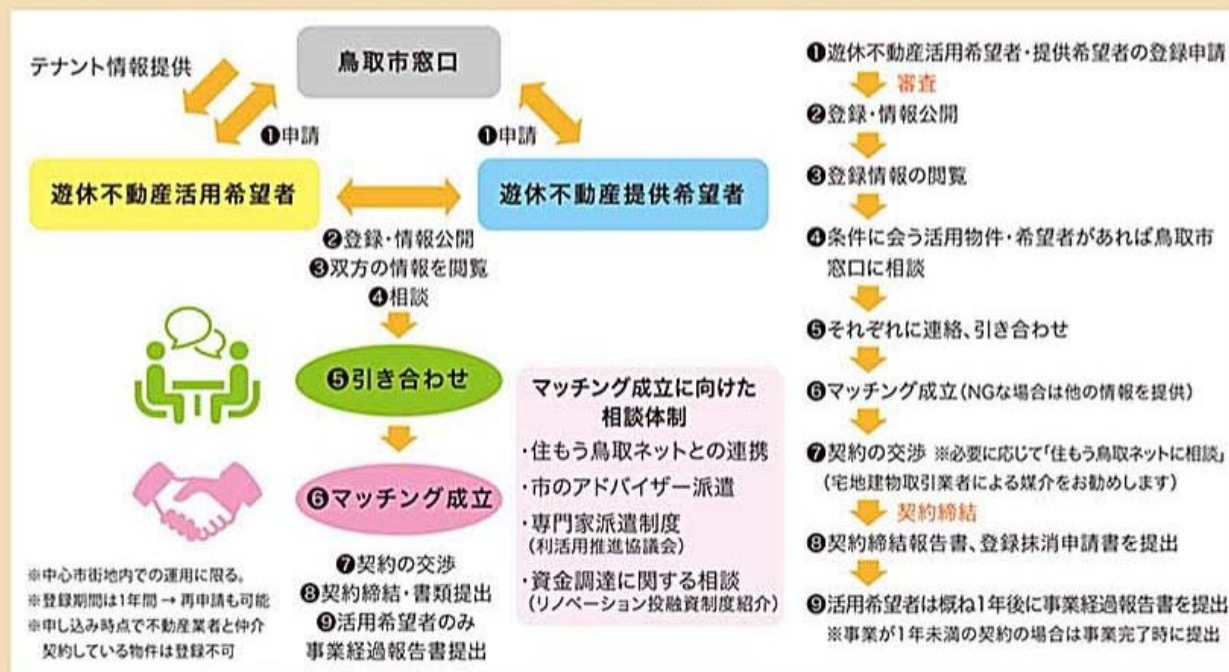 テナント情報提供
鳥取市窓口
❶申請
❶申請
遊休不動産活用希望者
遊休不動産提供希望者
❷登録・情報公開
❸双方の情報を閲覧
❹相談
❺引き合わせ
❻マッチング成立
❼契約の交渉
❽契約締結・書類提出
❾活用希望者のみ
事業経過報告書提出
※中心市街地内での運用に限る。
※登録期間は1年間 → 再申請も可能
※申し込み時点で不動産業者と仲介
契約している物件は登録不可
マッチング成立に向けた
相談体制
・住もう鳥取ネットとの連携
・市のアドバイザー派遣
・専門家派遣制度
(利活用推進協議会)
・資金調達に関する相談
(リノベーション投融資制度紹介)
❶遊休不動産活用希望者・提供希望者の登録申請
審査
❷登録・情報公開
❸登録情報の閲覧
❹条件に会う活用物件・希望者があれば鳥取市
窓口に相談
❺それぞれに連絡、引き合わせ
❻マッチング成立(NGな場合は他の情報を提供)
❼契約の交渉 ※必要に応じて「住もう鳥取ネットに相談」
(宅地建物取引業者による媒介をお勧めします)
契約締結
❽契約締結報告書、登録抹消申請書を提出
❾活用希望者は概ね1年後に事業経過報告書を提出
※事業が1年未満の契約の場合は事業完了時に提出